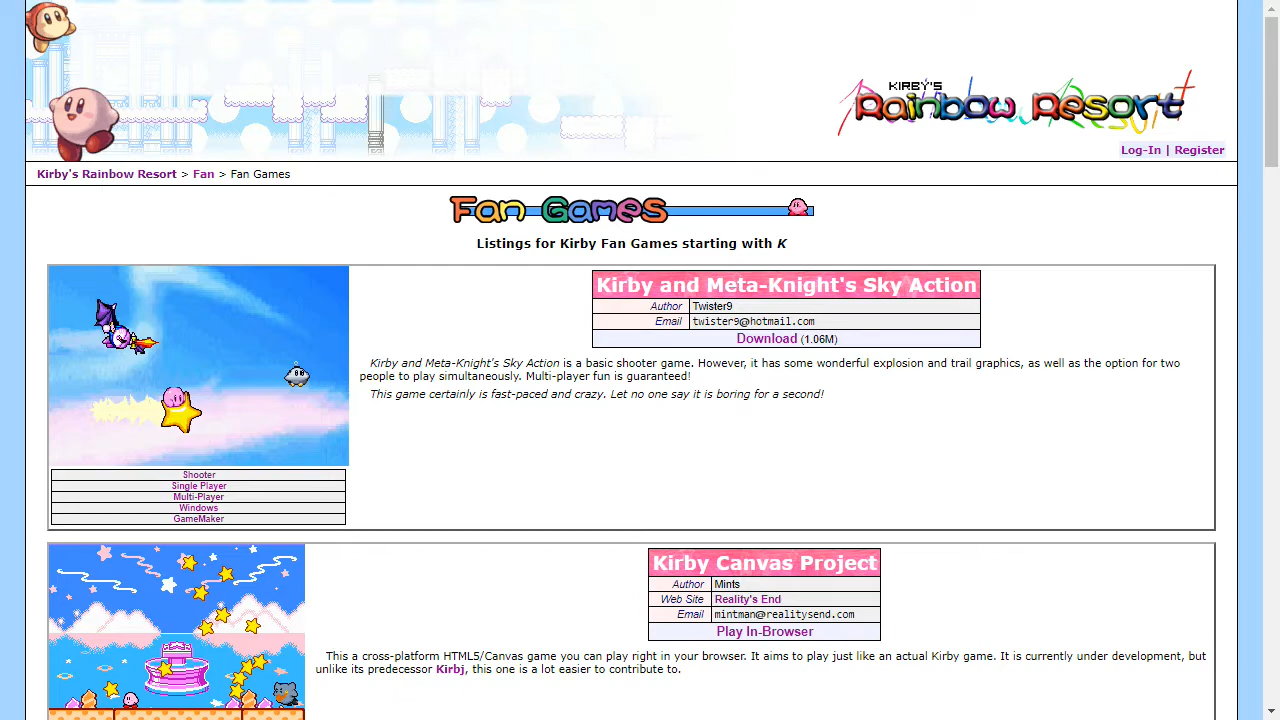 KIRBY'S
Rainbow Resort
Log-In | Register
Kirby's Rainbow Resort > Fan > Fan Games
Fan Games
Listings for Kirby Fan Games starting with K
Kirby and Meta-Knight's Sky Action
Author Twister9
Email twister9@hotmail.com
Download (1.06M)
Kirby and Meta-Knight's Sky Action is a basic shooter game. However, it has some wonderful explosion and trail graphics, as well as the option for two
people to play simultaneously. Multi-player fun is guaranteed!
This game certainly is fast-paced and crazy. Let no one say it is boring for a second!
Shooter
Single Player
Multi-Player
Windows
GameMaker
Kirby Canvas Project
Author Mints
Web Site Reality's End
Email mintman@realitysend.com
Play In-Browser
This a cross-platform HTML5/Canvas game you can play right in your browser. It aims to play just like an actual Kirby game. It is currently under development, but
unlike its predecessor Kirbj, this one is a lot easier to contribute to.